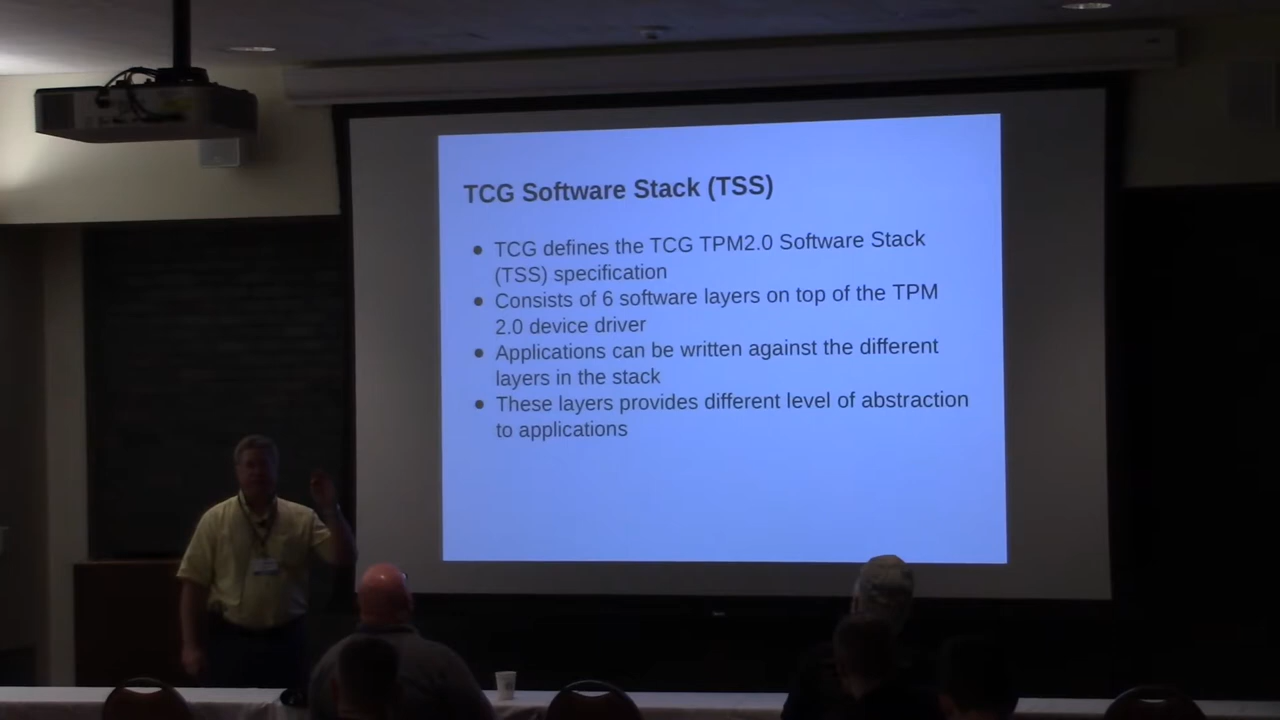 TCG Software Stack (TSS)
● TCG defines the TCG TPM2.0 Software Stack
(TSS) specification
● Consists of 6 software layers on top of the TPM
2.0 device driver
● Applications can be written against the different
layers in the stack
● These layers provides different level of abstraction
to applications